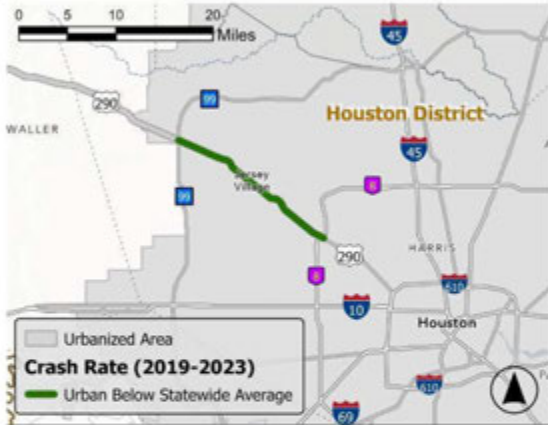 0 5 10 20
Miles
45
290
99
Houston District
WALLER
45
99
Jersey
Village
8
290
HARRIS
8
610
10
Houston
Urbanized Area
Crash Rate (2019-2023)
Urban Below Statewide Average
610
69